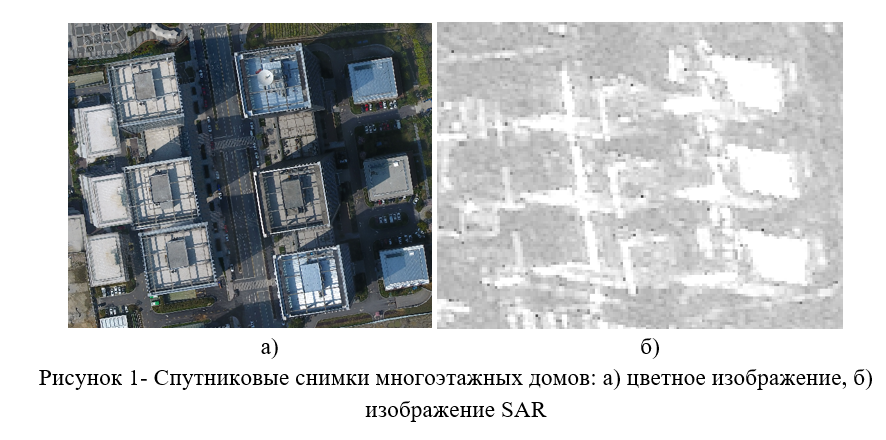 а)
б)
Рисунок 1- Спутниковые снимки многоэтажных домов: а) цветное изображение, б)
изображение SAR